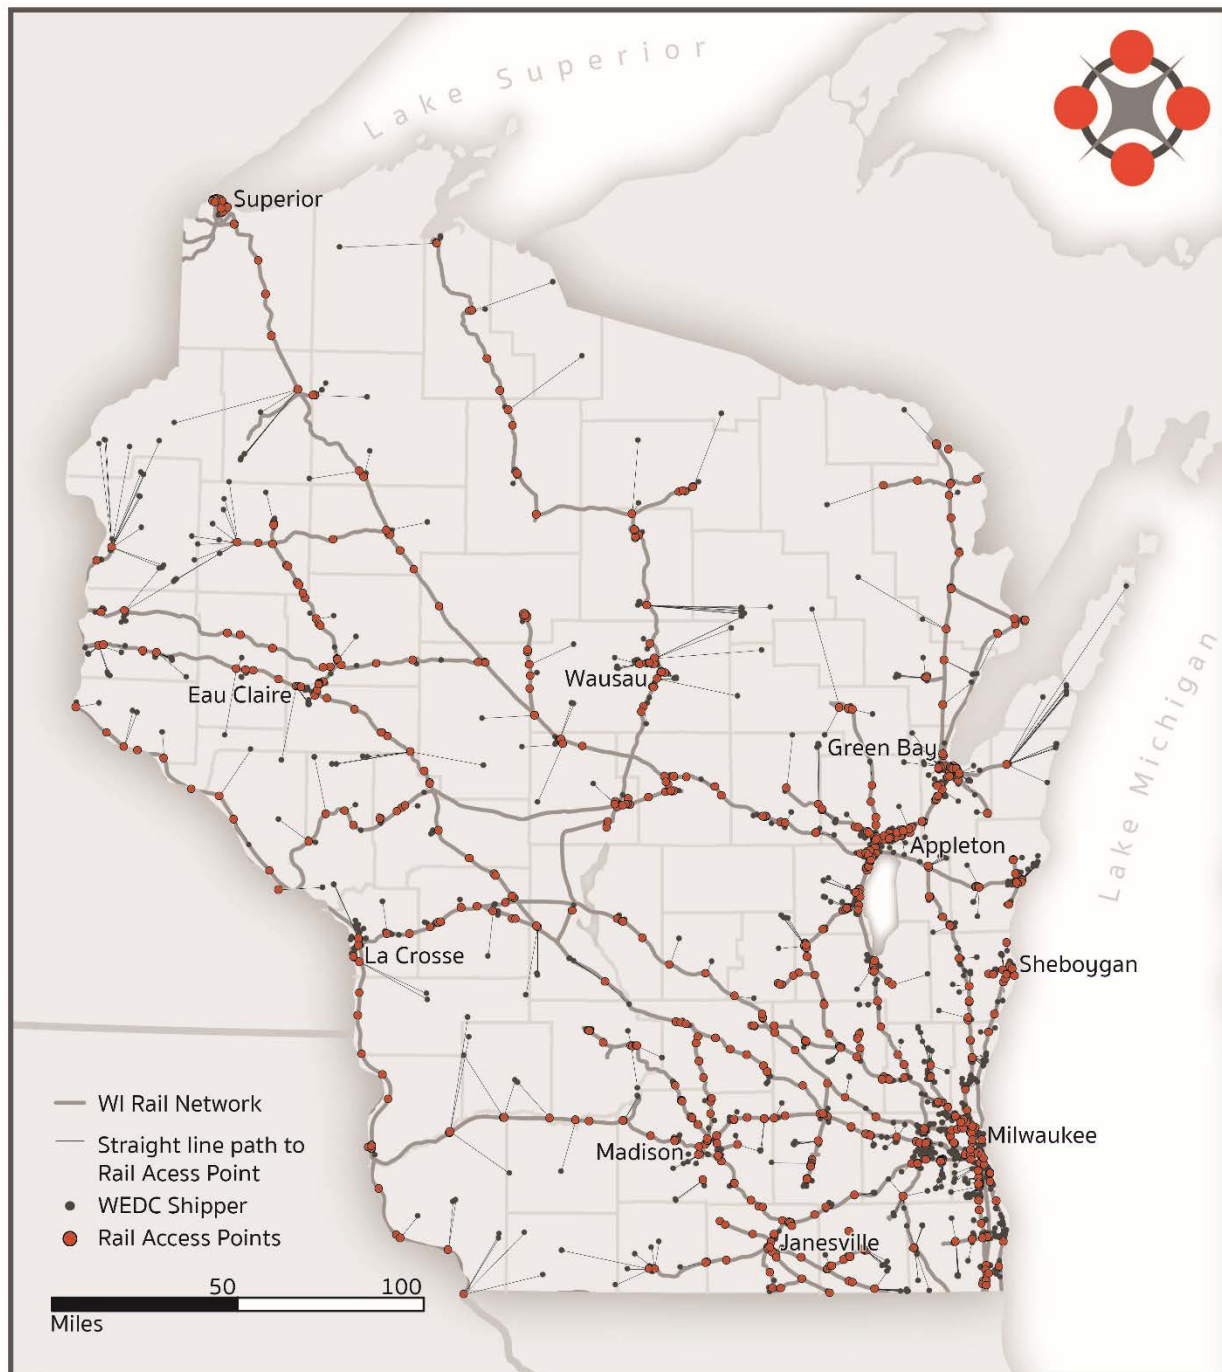 Lake Superior
Superior
Eau Claire
Wausau
Green Bay
Lake Michigan
Appleton
La Crosse
Sheboygan
WI Rail Network
Straight line path to
Rail Acess Point
WEDC Shipper
Rail Access Points
Madison
Milwaukee
Janesville
50 100
Miles